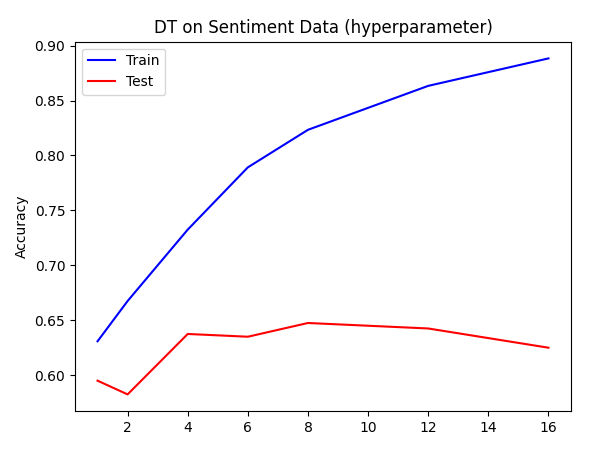 DT on Sentiment Data (hyperparameter)
Train
Test
Accuracy
0.90
0.85
0.80
0.75
0.70
0.65
0.60
2 4 6 8 10 12 14 16